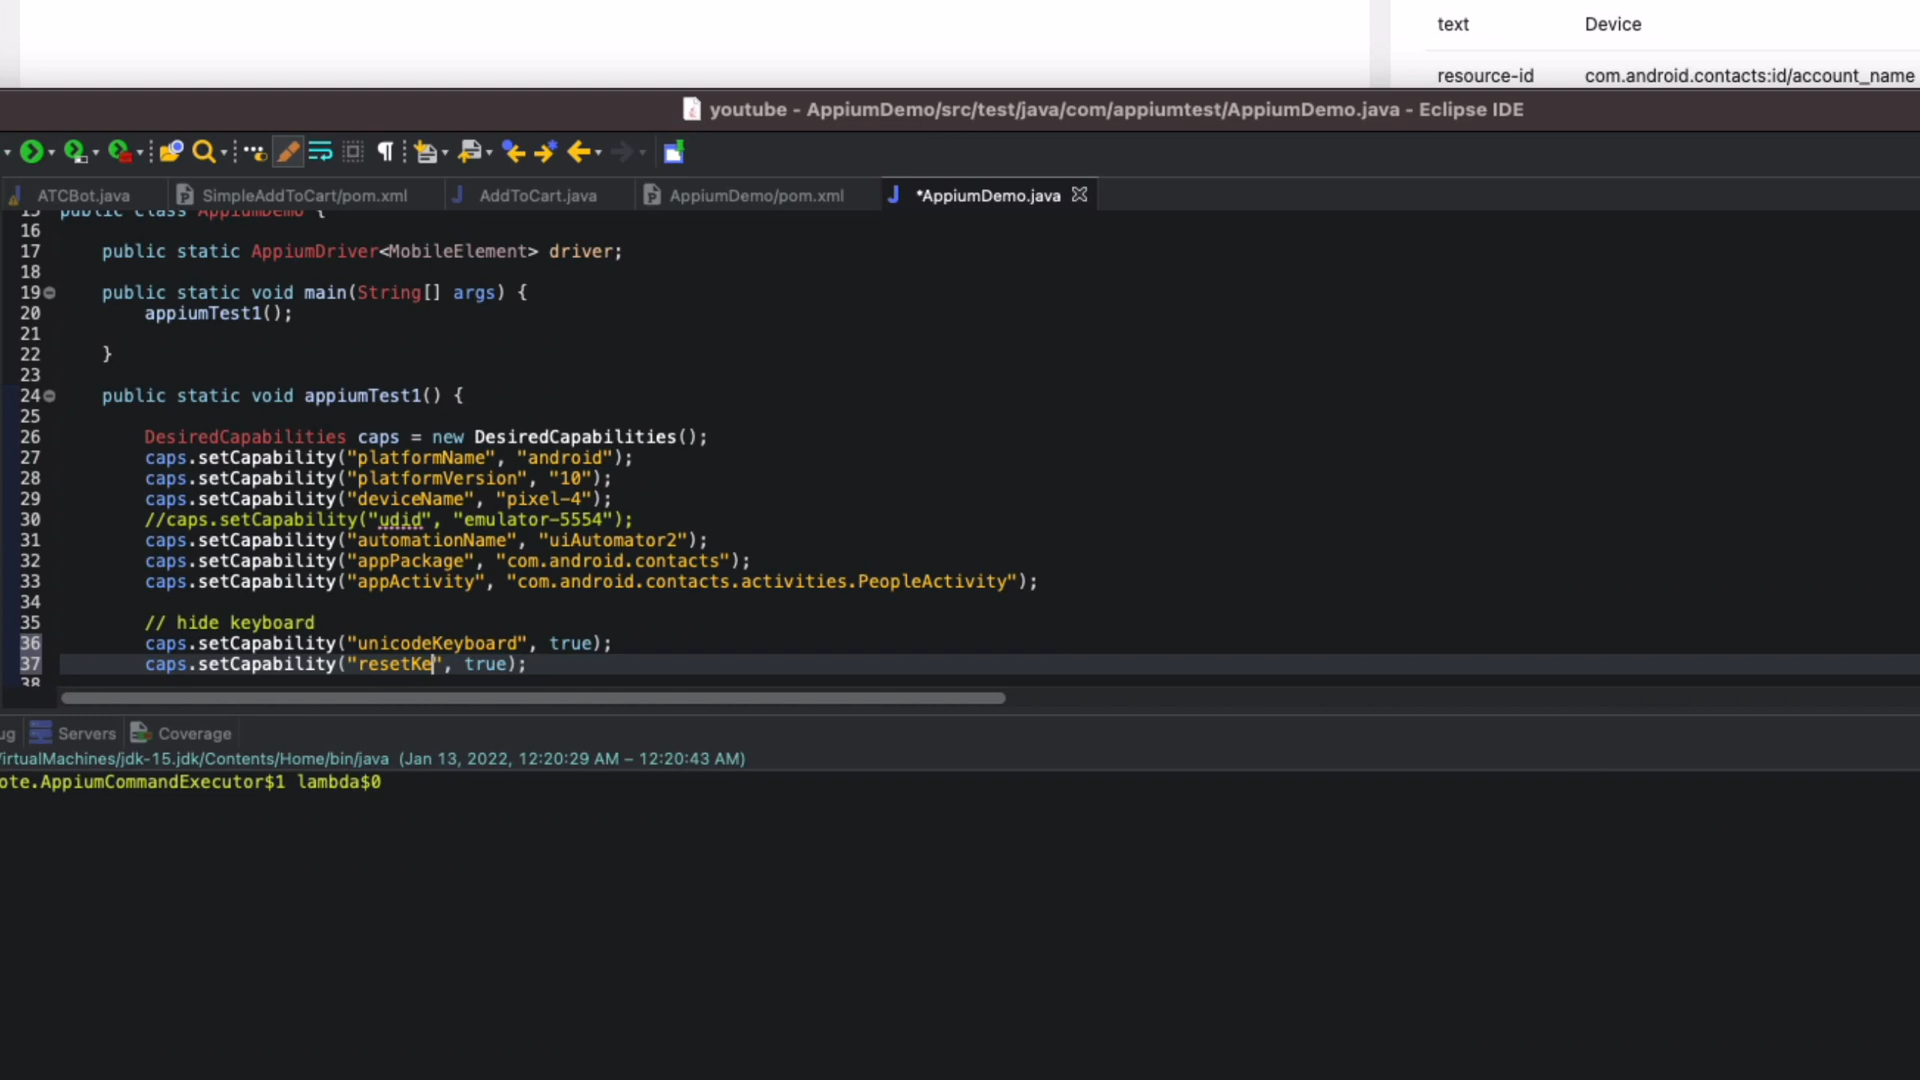 text Device
resource-id com.android.contacts:id/account_name
youtube - AppiumDemo/src/test/java/com/appiumtest/AppiumDemo.java - Eclipse IDE
ATCBot.java SimpleAddToCart/pom.xml AddToCart.java AppiumDemo/pom.xml *AppiumDemo.java
15 public class AppiumDemo {
16
17 public static AppiumDriver<MobileElement> driver;
18
19 public static void main(String[] args) {
20 appiumTest1();
21
22 }
23
24 public static void appiumTest1() {
25
26 DesiredCapabilities caps = new DesiredCapabilities();
27 caps.setCapability("platformName", "android");
28 caps.setCapability("platformVersion", "10");
29 caps.setCapability("deviceName", "pixel-4");
30 //caps.setCapability("udid", "emulator-5554");
31 caps.setCapability("automationName", "uiAutomator2");
32 caps.setCapability("appPackage", "com.android.contacts");
33 caps.setCapability("appActivity", "com.android.contacts.activities.PeopleActivity");
34
35 // hide keyboard
36 caps.setCapability("unicodeKeyboard", true);
37 caps.setCapability("resetKe", true);
38
ug Servers Coverage
irtualMachines/jdk-15.jdk/Contents/Home/bin/java (Jan 13, 2022, 12:20:29 AM – 12:20:43 AM)
ote.AppiumCommandExecutor$1 lambda$0